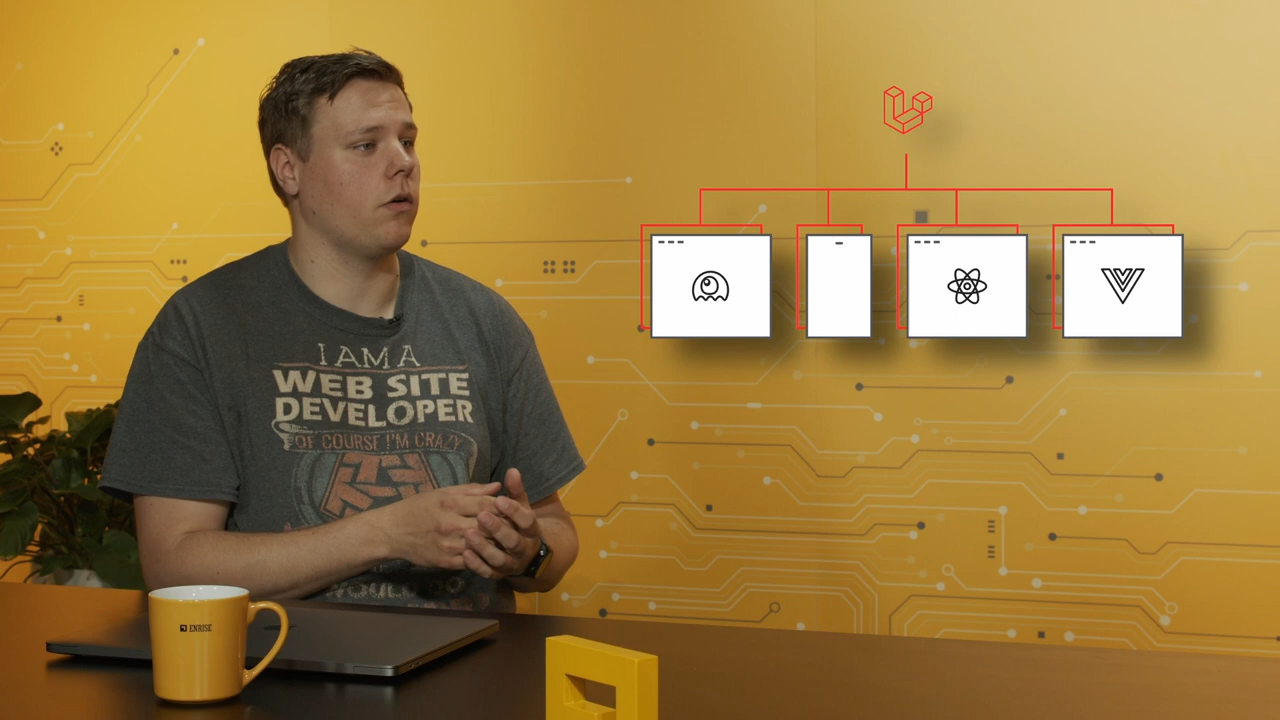 I AM A
WEB SITE
DEVELOPER
OF COURSE I'M CRAZY
ENRISE